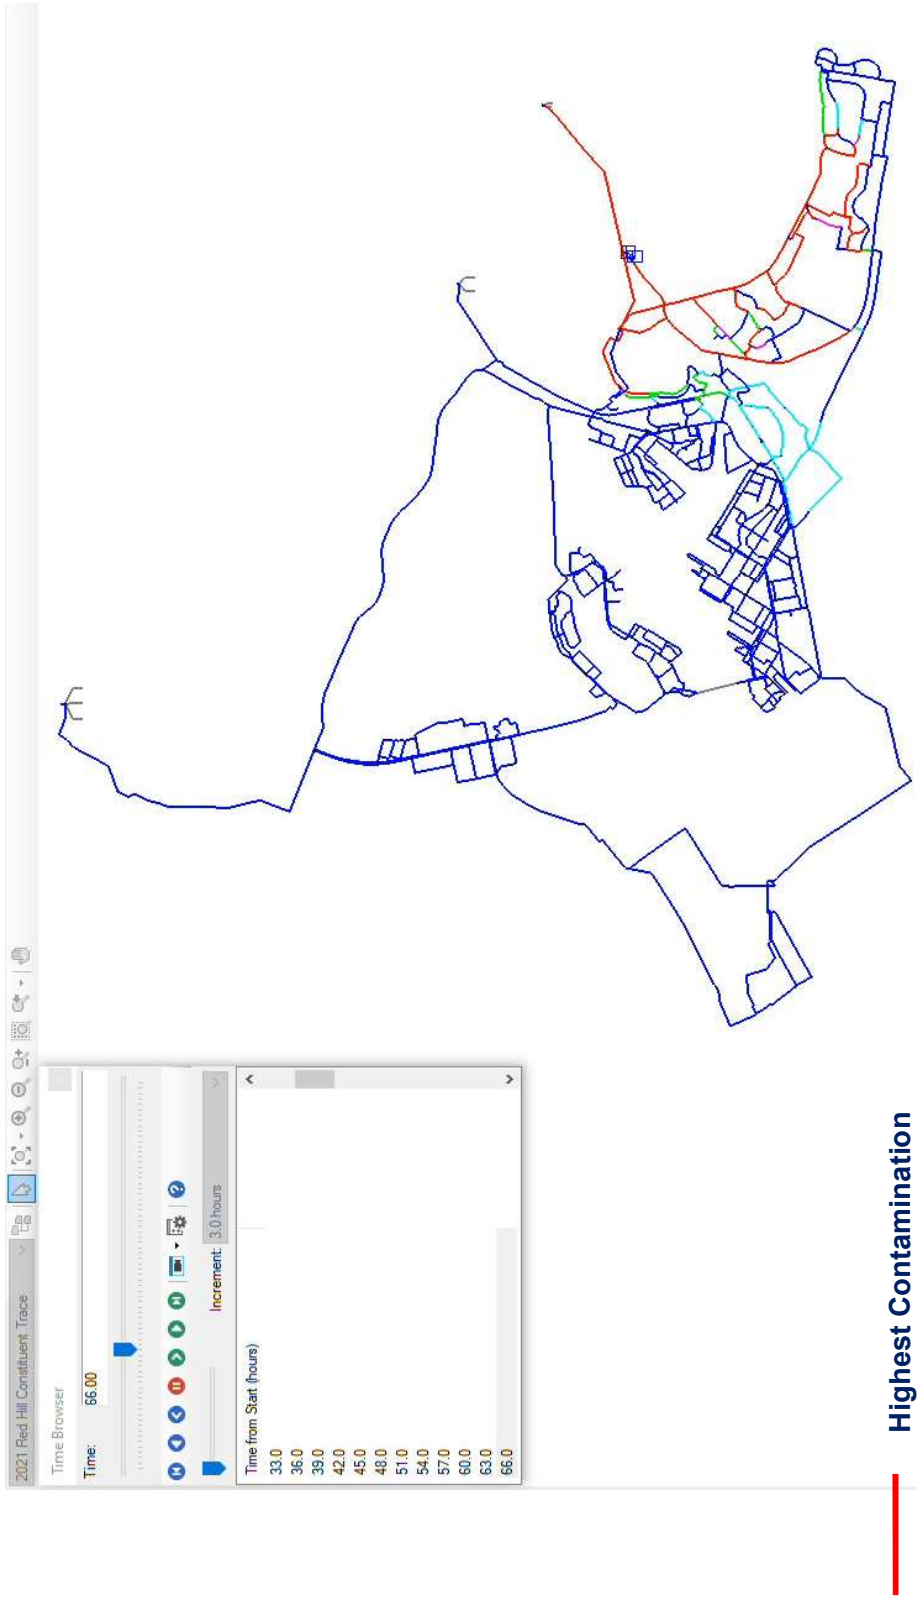 2021 Red Hill Constituent Trace
Time Browser
Time: 66.00
Increment: 3.0 hours
Time from Start (hours)
33.0
36.0
39.0
42.0
45.0
48.0
51.0
54.0
57.0
60.0
63.0
66.0
Highest Contamination